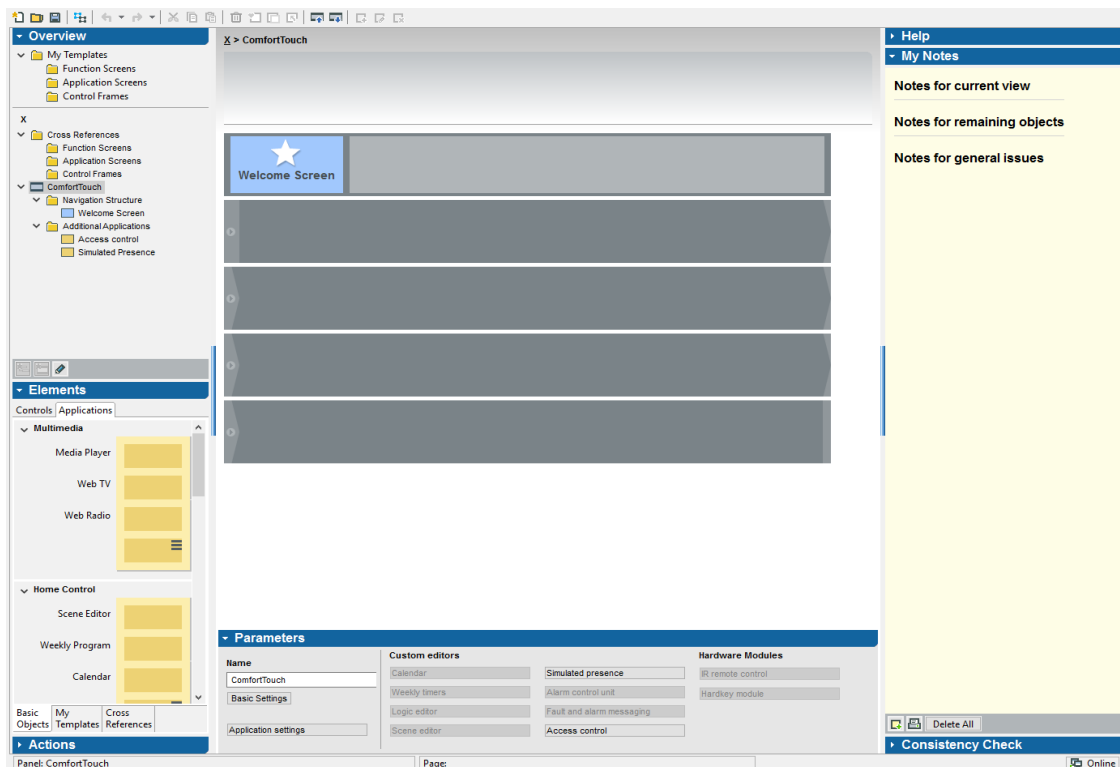 Overview
My Templates
Function Screens
Application Screens
Control Frames
X
Cross References
Function Screens
Application Screens
Control Frames
ComfortTouch
Navigation Structure
Welcome Screen
Additional Applications
Access control
Simulated Presence
Elements
Controls Applications
Multimedia
Media Player
Web TV
Web Radio
Home Control
Scene Editor
Weekly Program
Calendar
Basic Objects
My Templates
Cross References
Actions
X > ComfortTouch
Welcome Screen
Parameters
Name
ComfortTouch
Basic Settings
Application settings
Custom editors
Calendar
Weekly timers
Logic editor
Scene editor
Simulated presence
Alarm control unit
Fault and alarm messaging
Access control
Hardware Modules
IR remote control
Hardkey module
Help
My Notes
Notes for current view
Notes for remaining objects
Notes for general issues
Delete All
Consistency Check
Panel: ComfortTouch
Page:
Online